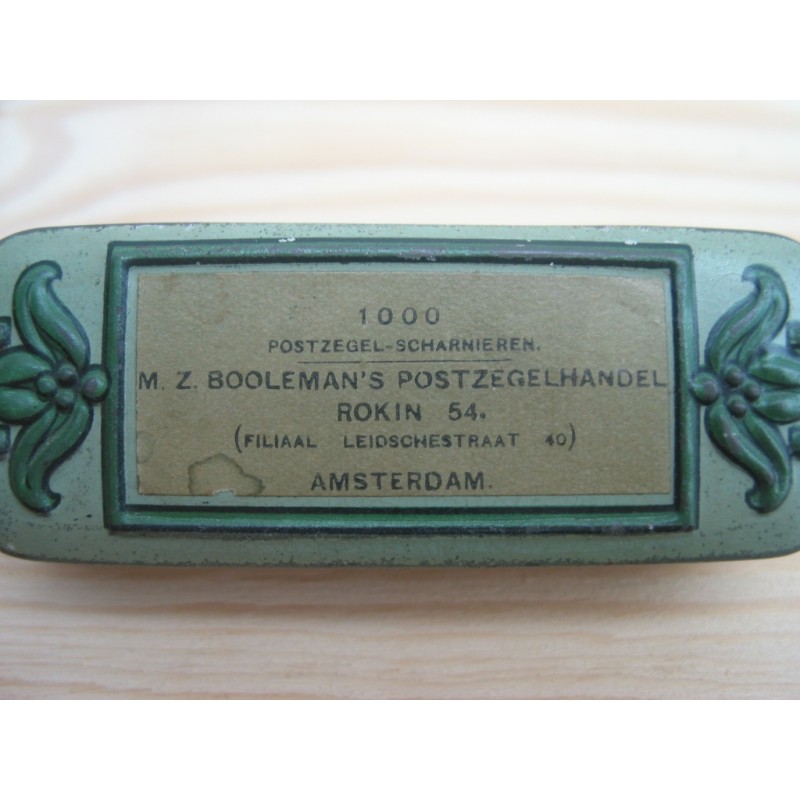 1000
POSTZEGEL-SCHARNIEREN.
M. Z. BOOLEMAN'S POSTZEGELHANDEL
ROKIN 54.
(FILIAAL LEIDSCHESTRAAT 40)
AMSTERDAM.